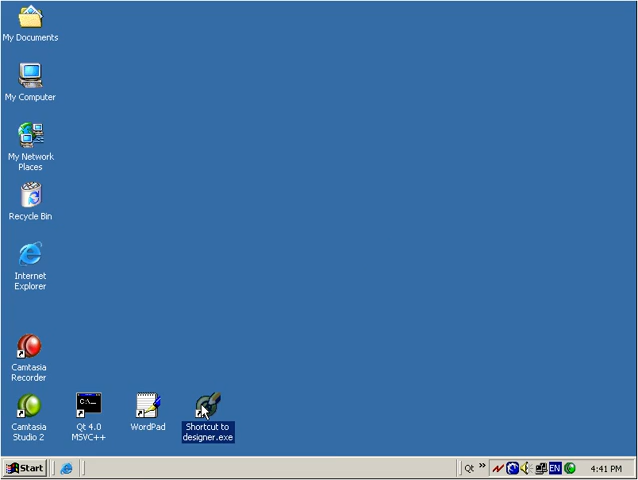 My Documents
My Computer
My Network
Places
Recycle Bin
Internet
Explorer
Camtasia
Recorder
Camtasia
Studio 2
C:\_
Qt 4.0
MSVC++
WordPad
Shortcut to
designer.exe
Start
Qt
EN
4:41 PM